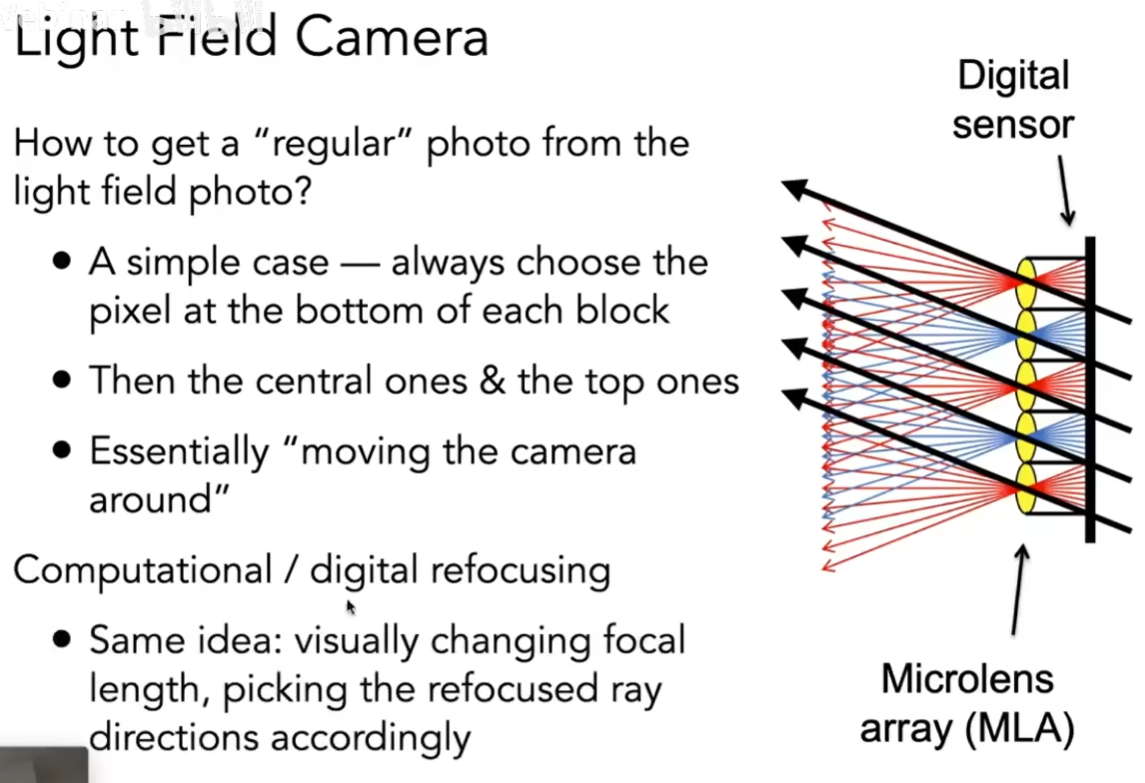 Light Field Camera
How to get a “regular” photo from the
light field photo?
• A simple case — always choose the
pixel at the bottom of each block
• Then the central ones & the top ones
• Essentially “moving the camera
around”
Computational / digital refocusing
• Same idea: visually changing focal
length, picking the refocused ray
directions accordingly
Digital
sensor
Microlens
array (MLA)